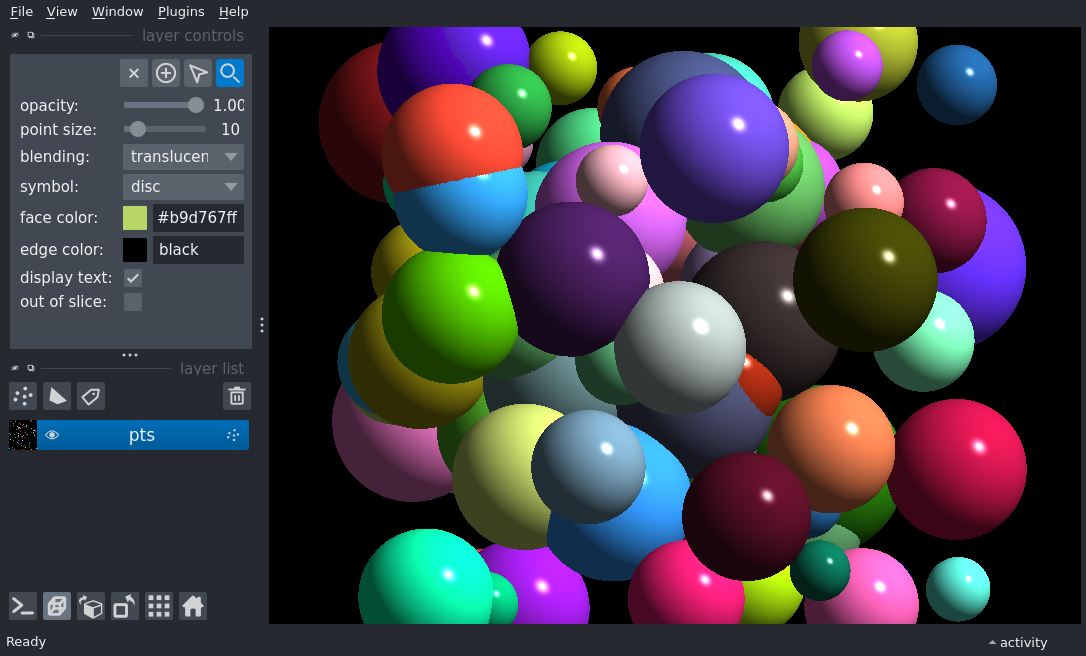 File View Window Plugins Help
layer controls
opacity: 1.00
point size: 10
blending: translucen
symbol: disc
face color: #b9d767ff
edge color: black
display text:
out of slice:
layer list
pts
Ready
activity